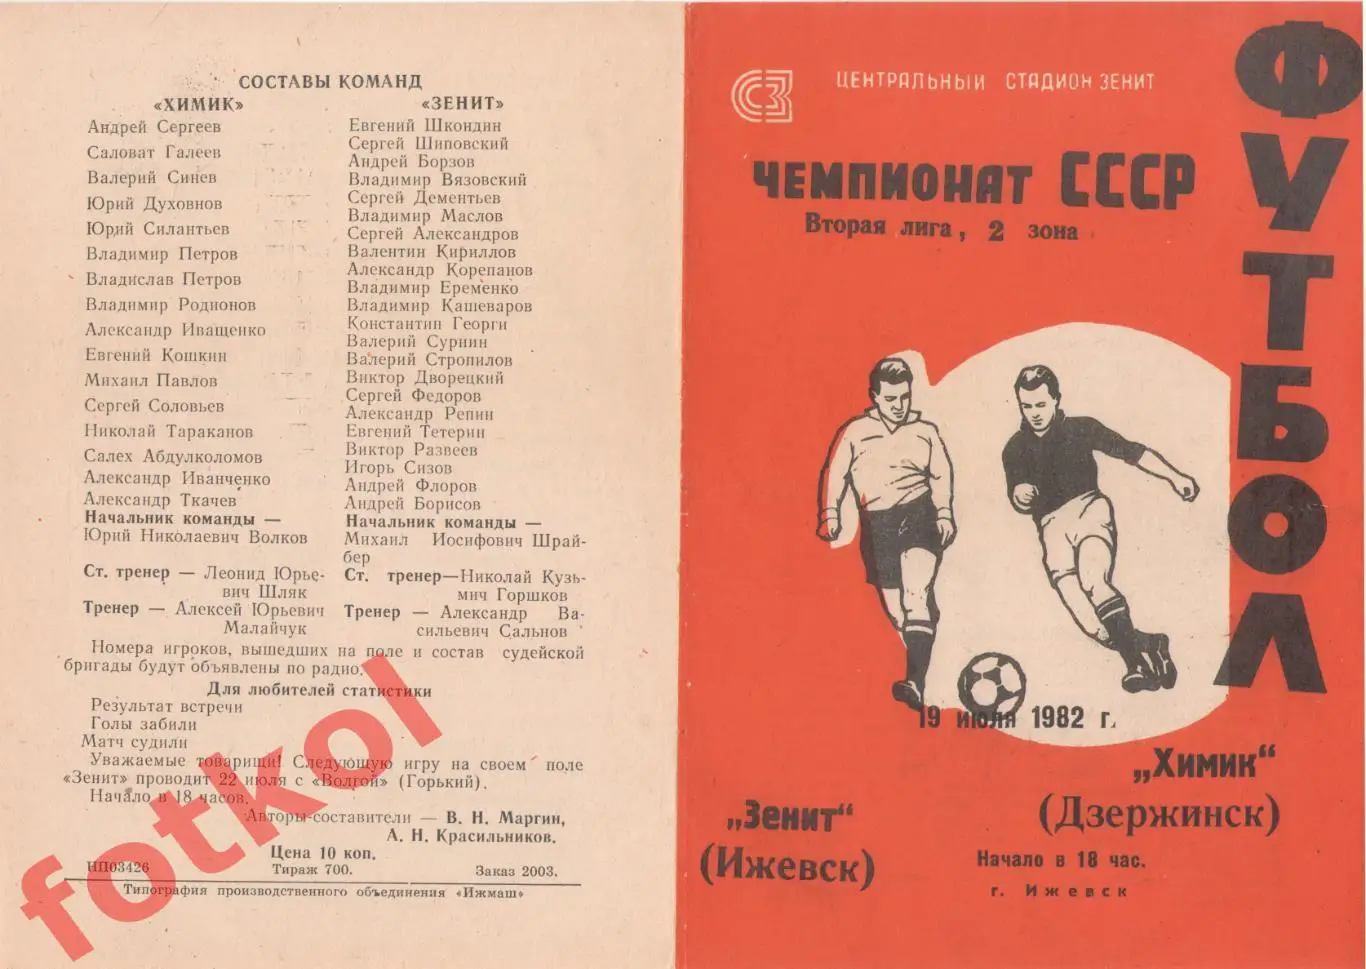 СОСТАВЫ КОМАНД
«ХИМИК»
Андрей Сергеев
Саловат Галеев
Валерий Синев
Юрий Духовнов
Юрий Силантьев
Владимир Петров
Владислав Петров
Владимир Родионов
Александр Иващенко
Евгений Кошкин
Михаил Павлов
Сергей Соловьев
Николай Тараканов
Салех Абдулколомов
Александр Иванченко
Александр Ткачев
Начальник команды —
Юрий Николаевич Волков
Ст. тренер — Леонид Юрье-
вич Шляк
Тренер — Алексей Юрьевич
Малайчук
«ЗЕНИТ»
Евгений Шкондин
Сергей Шиповский
Андрей Борзов
Владимир Вязовский
Сергей Дементьев
Владимир Маслов
Сергей Александров
Валентин Кириллов
Александр Корепанов
Владимир Еременко
Владимир Кашеваров
Константин Георги
Валерий Сурнин
Валерий Стропилов
Виктор Дворецкий
Сергей Федоров
Александр Репин
Евгений Тетерин
Виктор Развеев
Игорь Сизов
Андрей Флоров
Андрей Борисов
Начальник команды —
Михаил Иосифович Шрай-
бер
Ст. тренер—Николай Кузь-
мич Горшков
Тренер — Александр Ва-
сильевич Сальнов
Номера игроков, вышедших на поле и состав судейской
бригады будут объявлены по радио.
Для любителей статистики
Результат встречи
Голы забили
Матч судили
Уважаемые товарищи! Следующую игру на своем поле
«Зенит» проводит 22 июля с «Волгой» (Горький).
Начало в 18 часов.
Авторы-составители — В. Н. Маргин,
А. Н. Красильников.
Цена 10 коп.
НП03426 Тираж 700. Заказ 2003.
Типография производственного объединения «Ижмаш»
fotkol
СЗ
ЦЕНТРАЛЬНЫЙ СТАДИОН ЗЕНИТ
ЧЕМПИОНАТ СССР
Вторая лига, 2 зона
ФУТБОЛ
19 июля 1982 г.
„Химик“
(Дзержинск)
„Зенит“
(Ижевск)
Начало в 18 час.
г. Ижевск